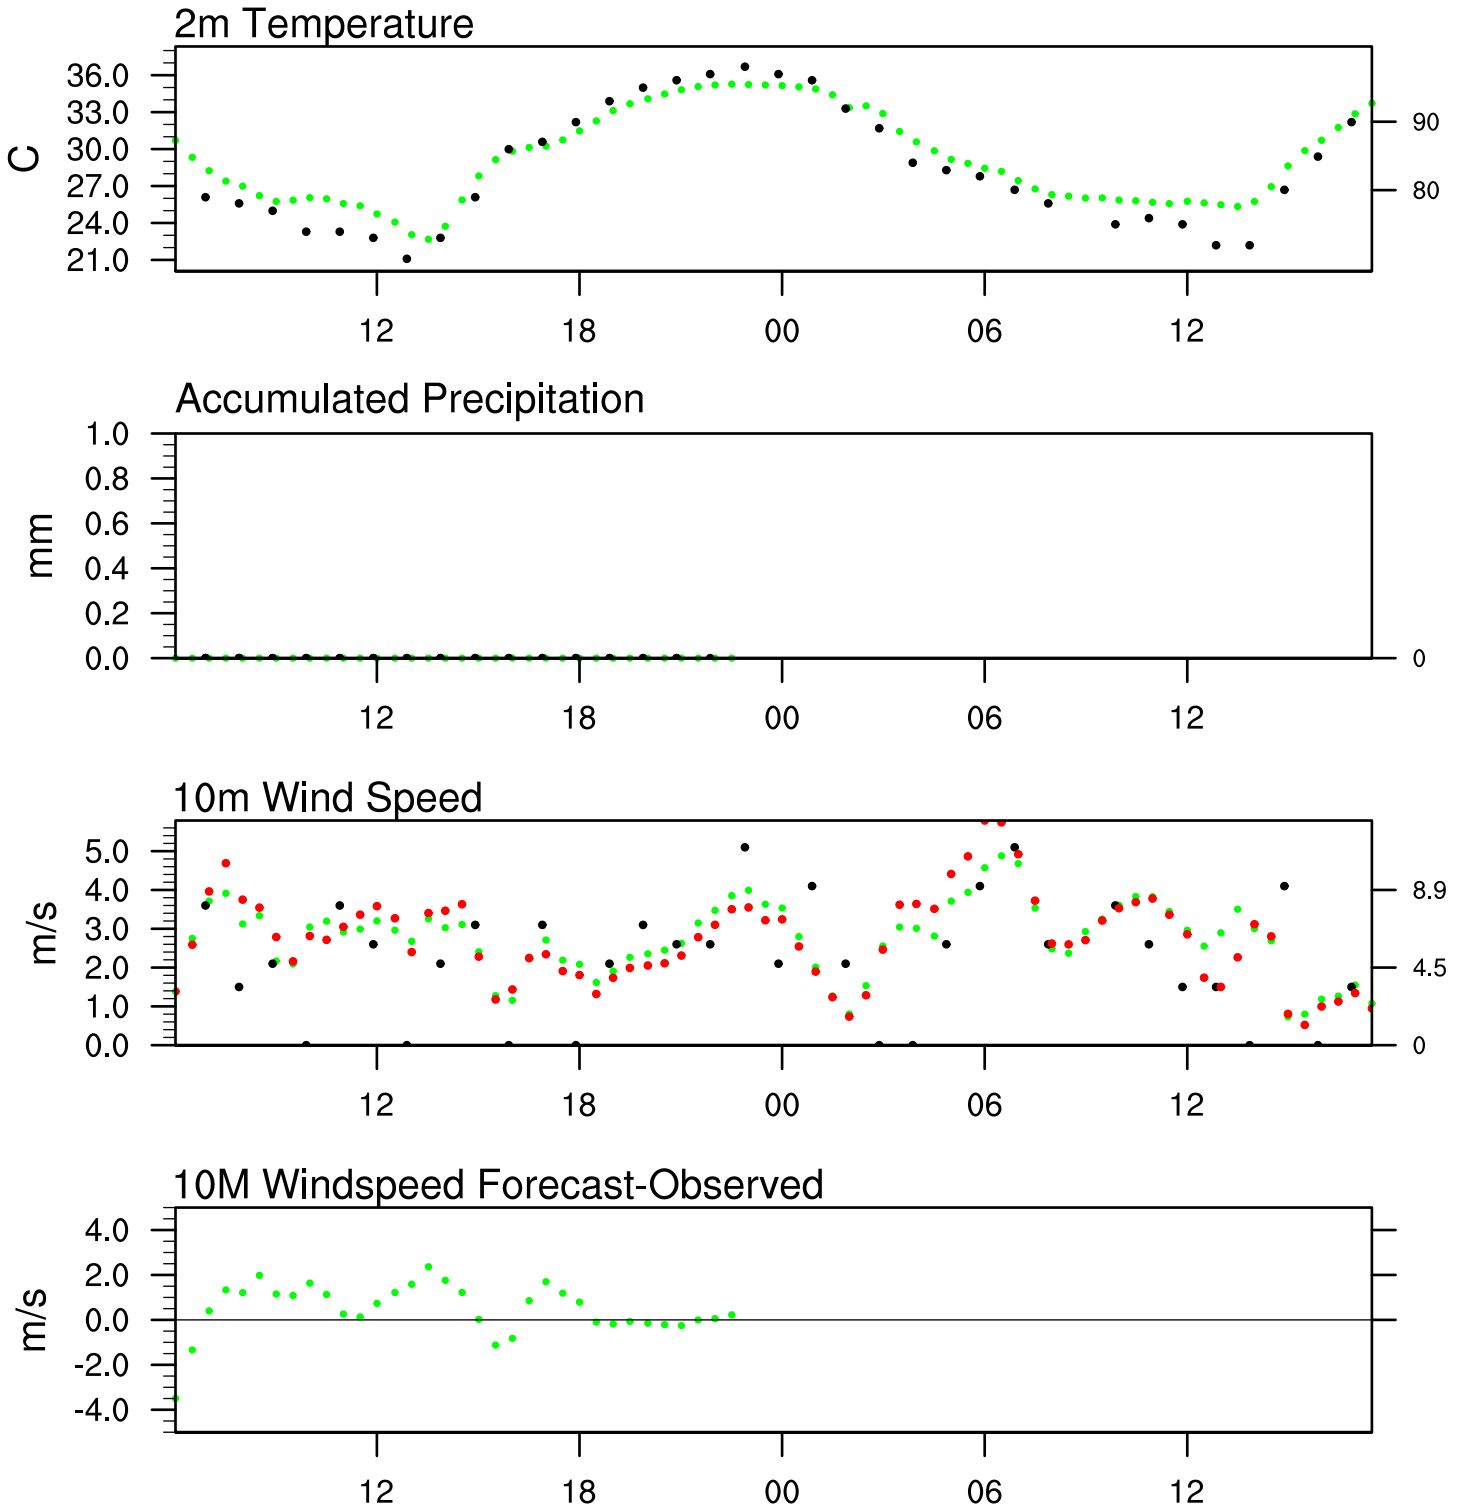 2m Temperature
36.0
33.0
90
C
30.0
27.0
80
24.0
21.0
12 18 00 06 12
Accumulated Precipitation
1.0
0.8
0.6
mm
0.4
0.2
0.0 0
12 18 00 06 12
10m Wind Speed
5.0
4.0 8.9
m/s
3.0
2.0 4.5
1.0
0.0 0
12 18 00 06 12
10M Windspeed Forecast-Observed
4.0
2.0
m/s
0.0
-2.0
-4.0
12 18 00 06 12